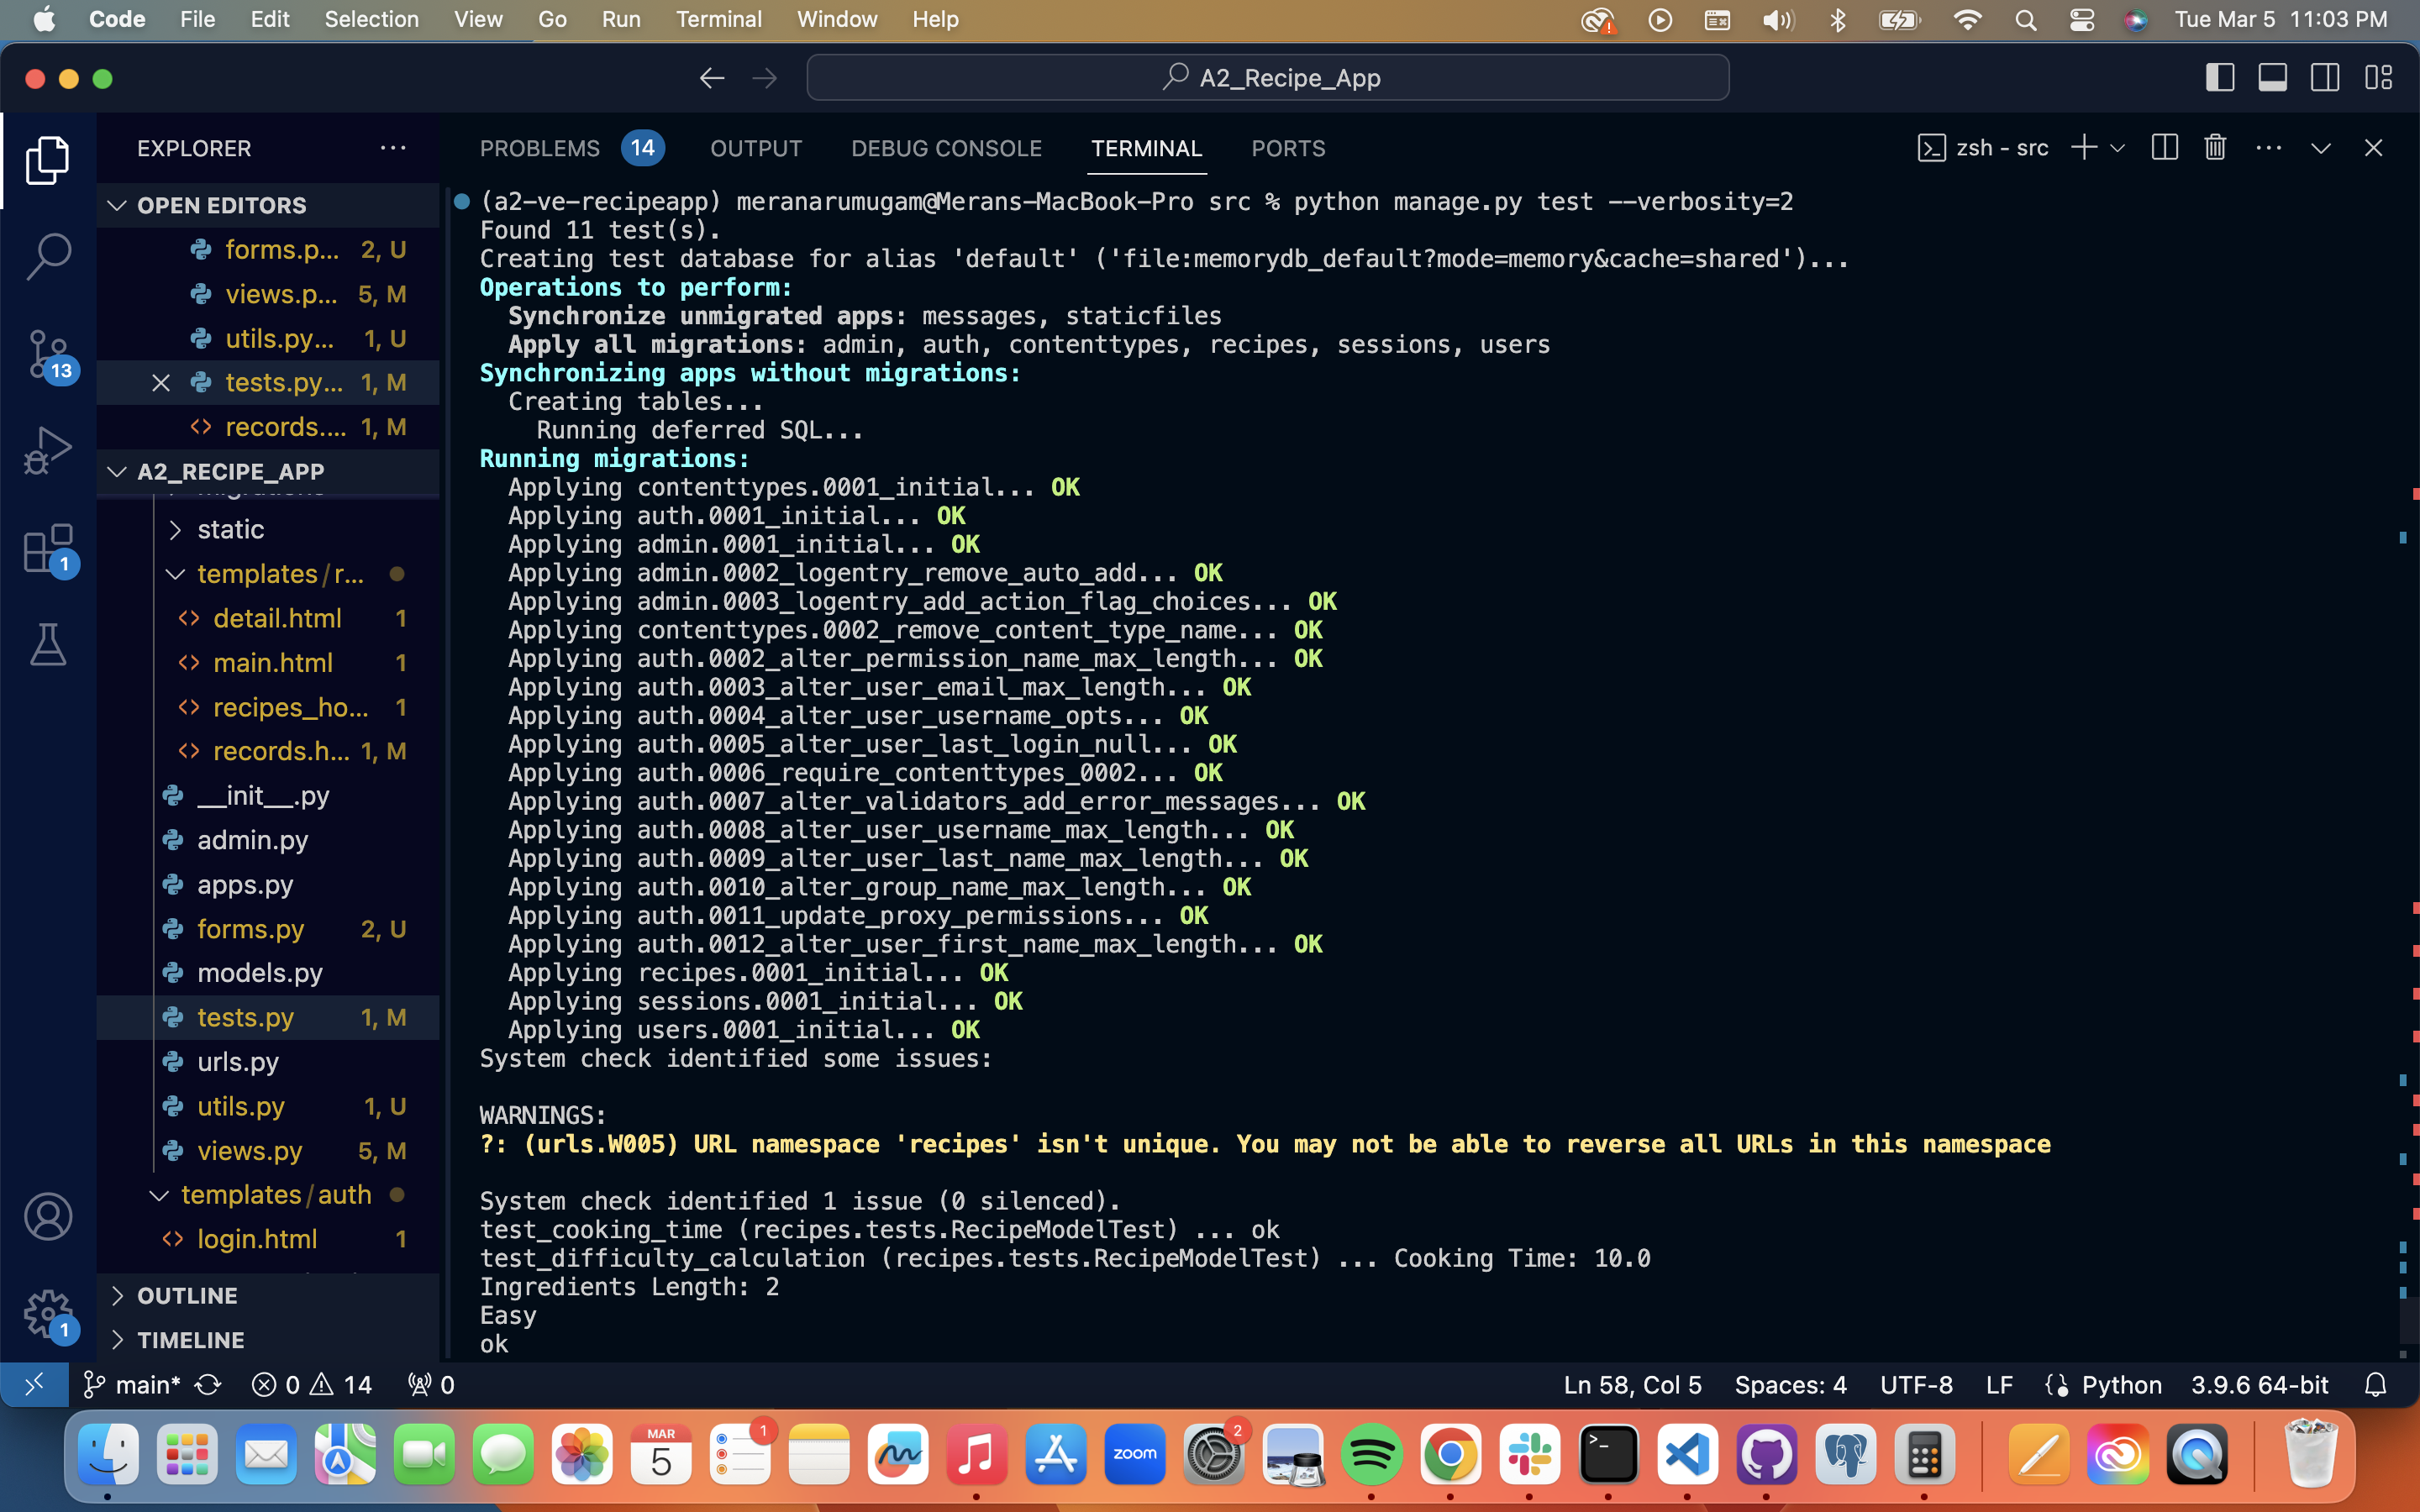 Code File Edit Selection View Go Run Terminal Window Help Tue Mar 5 11:03 PM
A2_Recipe_App
EXPLORER
OPEN EDITORS
forms.p... 2, U
views.p... 5, M
utils.py... 1, U
tests.py... 1, M
records.... 1, M
A2_RECIPE_APP
static
templates/r...
detail.html 1
main.html 1
recipes_ho... 1
records.h... 1, M
__init__.py
admin.py
apps.py
forms.py 2, U
models.py
tests.py 1, M
urls.py
utils.py 1, U
views.py 5, M
templates/auth
login.html 1
OUTLINE
TIMELINE
13
1
1
PROBLEMS 14 OUTPUT DEBUG CONSOLE TERMINAL PORTS zsh - src
(a2-ve-recipeapp) meranarumugam@Merans-MacBook-Pro src % python manage.py test --verbosity=2
Found 11 test(s).
Creating test database for alias 'default' ('file:memorydb_default?mode=memory&cache=shared')...
Operations to perform:
Synchronize unmigrated apps: messages, staticfiles
Apply all migrations: admin, auth, contenttypes, recipes, sessions, users
Synchronizing apps without migrations:
Creating tables...
Running deferred SQL...
Running migrations:
Applying contenttypes.0001_initial... OK
Applying auth.0001_initial... OK
Applying admin.0001_initial... OK
Applying admin.0002_logentry_remove_auto_add... OK
Applying admin.0003_logentry_add_action_flag_choices... OK
Applying contenttypes.0002_remove_content_type_name... OK
Applying auth.0002_alter_permission_name_max_length... OK
Applying auth.0003_alter_user_email_max_length... OK
Applying auth.0004_alter_user_username_opts... OK
Applying auth.0005_alter_user_last_login_null... OK
Applying auth.0006_require_contenttypes_0002... OK
Applying auth.0007_alter_validators_add_error_messages... OK
Applying auth.0008_alter_user_username_max_length... OK
Applying auth.0009_alter_user_last_name_max_length... OK
Applying auth.0010_alter_group_name_max_length... OK
Applying auth.0011_update_proxy_permissions... OK
Applying auth.0012_alter_user_first_name_max_length... OK
Applying recipes.0001_initial... OK
Applying sessions.0001_initial... OK
Applying users.0001_initial... OK
System check identified some issues:
WARNINGS:
?: (urls.W005) URL namespace 'recipes' isn't unique. You may not be able to reverse all URLs in this namespace
System check identified 1 issue (0 silenced).
test_cooking_time (recipes.tests.RecipeModelTest) ... ok
test_difficulty_calculation (recipes.tests.RecipeModelTest) ... Cooking Time: 10.0
Ingredients Length: 2
Easy
ok
main* 0 14 0 Ln 58, Col 5 Spaces: 4 UTF-8 LF Python 3.9.6 64-bit
MAR
5
1
zoom
2